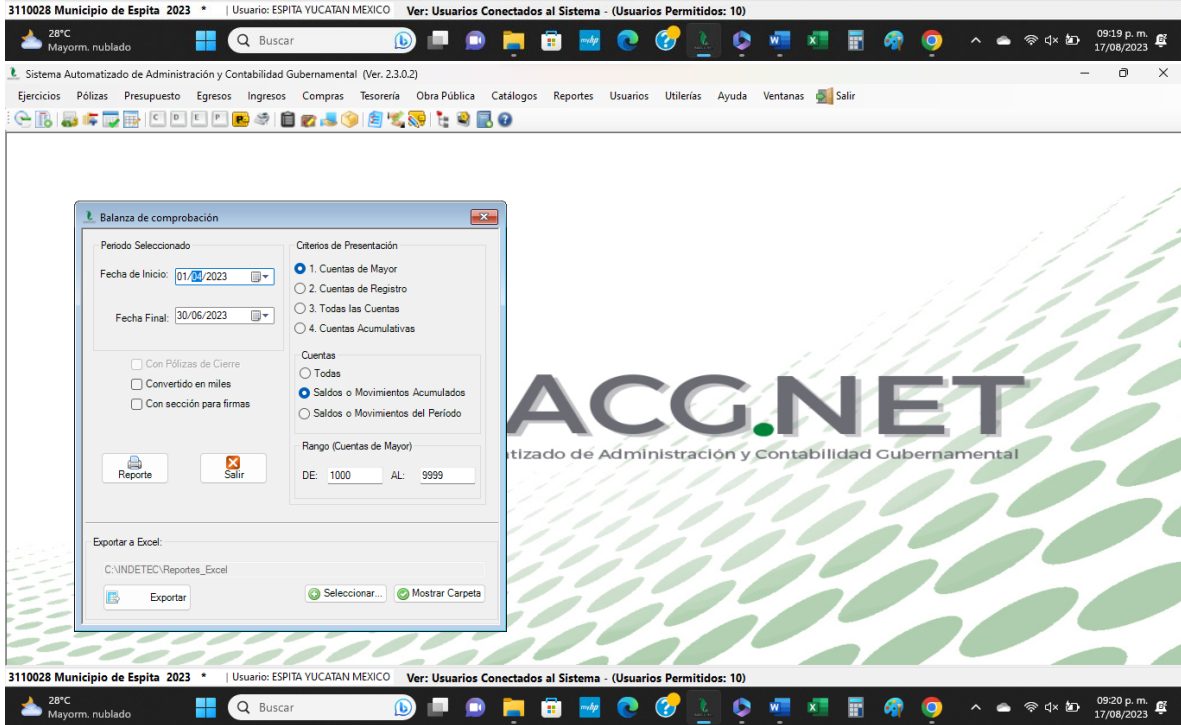 3110028 Municipio de Espita 2023 * | Usuario: ESPITA YUCATAN MEXICO Ver: Usuarios Conectados al Sistema - (Usuarios Permitidos: 10)
28°C
Mayorm. nublado
Buscar
09:19 p. m.
17/08/2023
Sistema Automatizado de Administración y Contabilidad Gubernamental (Ver. 2.3.0.2)
Ejercicios Pólizas Presupuesto Egresos Ingresos Compras Tesorería Obra Pública Catálogos Reportes Usuarios Utilerías Ayuda Ventanas Salir
C D E P P
Balanza de comprobación
Periodo Seleccionado
Fecha de Inicio: 01/04/2023
Fecha Final: 30/06/2023
Con Pólizas de Cierre
Convertido en miles
Con sección para firmas
Reporte Salir
Criterios de Presentación
1. Cuentas de Mayor
2. Cuentas de Registro
3. Todas las Cuentas
4. Cuentas Acumulativas
Cuentas
Todas
Saldos o Movimientos Acumulados
Saldos o Movimientos del Período
Rango (Cuentas de Mayor)
DE: 1000 AL: 9999
Exportar a Excel:
C:\INDETEC\Reportes_Excel
Exportar Seleccionar... Mostrar Carpeta
ACG.NET
tizado de Administración y Contabilidad Gubernamental
3110028 Municipio de Espita 2023 * | Usuario: ESPITA YUCATAN MEXICO Ver: Usuarios Conectados al Sistema - (Usuarios Permitidos: 10)
28°C
Mayorm. nublado
Buscar
09:20 p. m.
17/08/2023